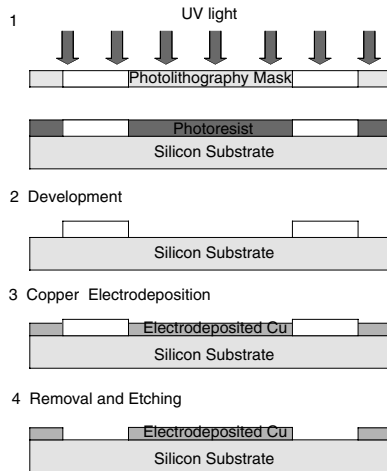 1
UV light
Photolithography Mask
Photoresist
Silicon Substrate
2 Development
Silicon Substrate
3 Copper Electrodeposition
Electrodeposited Cu
Silicon Substrate
4 Removal and Etching
Electrodeposited Cu
Silicon Substrate